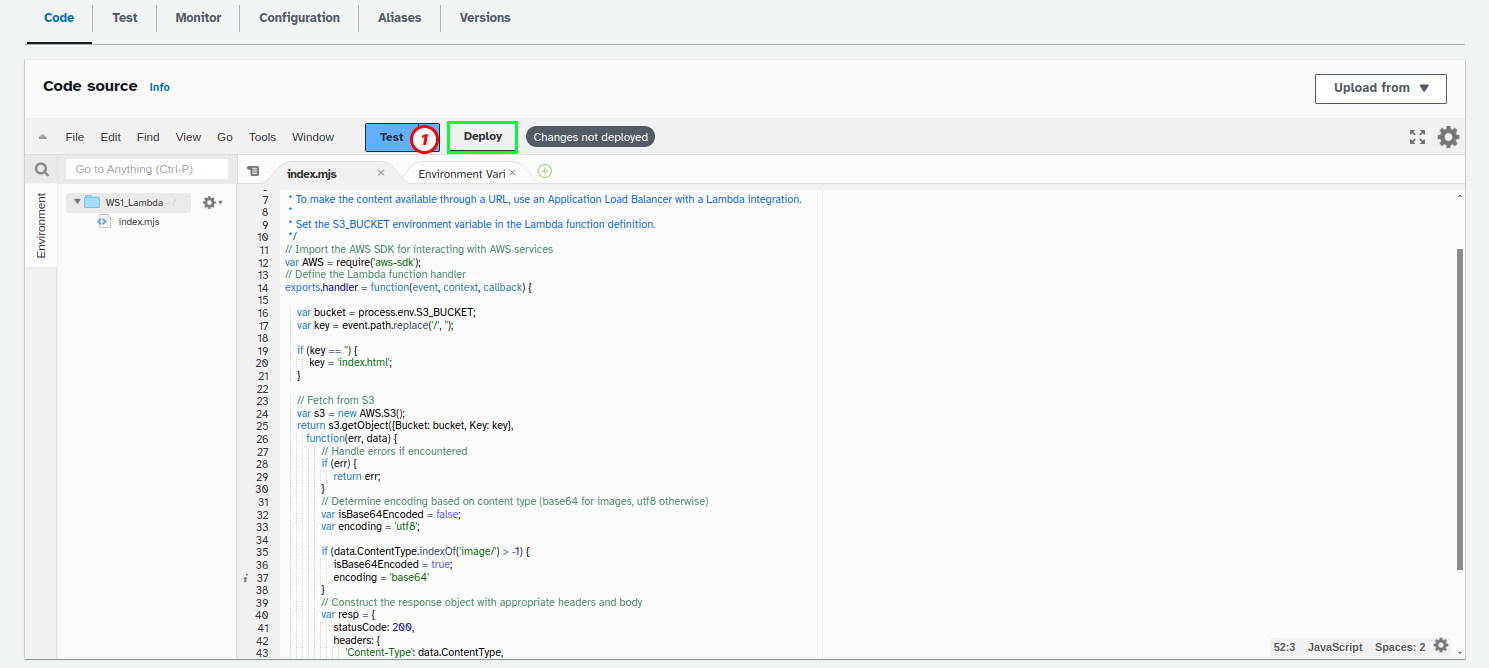 Code Test Monitor Configuration Aliases Versions
Code source Info
Upload from
File Edit Find View Go Tools Window Test 1 Deploy Changes not deployed
Go to Anything (Ctrl-P)
index.mjs Environment Vari
Environment
WS1_Lambda - /
index.mjs
7 * To make the content available through a URL, use an Application Load Balancer with a Lambda integration.
8 *
9 * Set the S3_BUCKET environment variable in the Lambda function definition.
10 */
11 // Import the AWS SDK for interacting with AWS services
12 var AWS = require('aws-sdk');
13 // Define the Lambda function handler
14 exports.handler = function(event, context, callback) {
15
16 var bucket = process.env.S3_BUCKET;
17 var key = event.path.replace('/', '');
18
19 if (key == '') {
20 key = 'index.html';
21 }
22
23 // Fetch from S3
24 var s3 = new AWS.S3();
25 return s3.getObject({Bucket: bucket, Key: key},
26 function(err, data) {
27 // Handle errors if encountered
28 if (err) {
29 return err;
30 }
31 // Determine encoding based on content type (base64 for images, utf8 otherwise)
32 var isBase64Encoded = false;
33 var encoding = 'utf8';
34
35 if (data.ContentType.indexOf('image/') > -1) {
36 isBase64Encoded = true;
i 37 encoding = 'base64'
38 }
39 // Construct the response object with appropriate headers and body
40 var resp = {
41 statusCode: 200,
42 headers: {
43 'Content-Type': data.ContentType,
52:3 JavaScript Spaces: 2